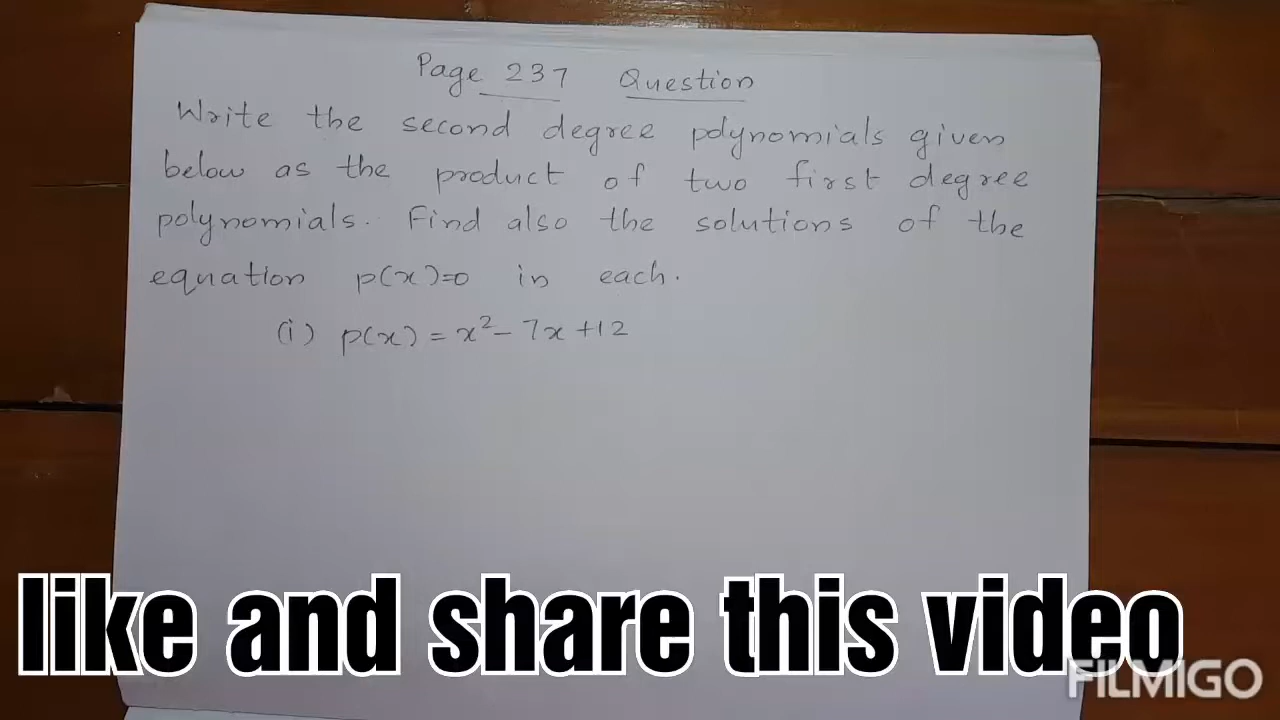 Page 237 Question
Write the second degree polynomials given
below as the product of two first degree
polynomials. Find also the solutions of the
equation p(x)=0 in each.
(i) p(x) = x² - 7x + 12
like and share this video
FILMIGO